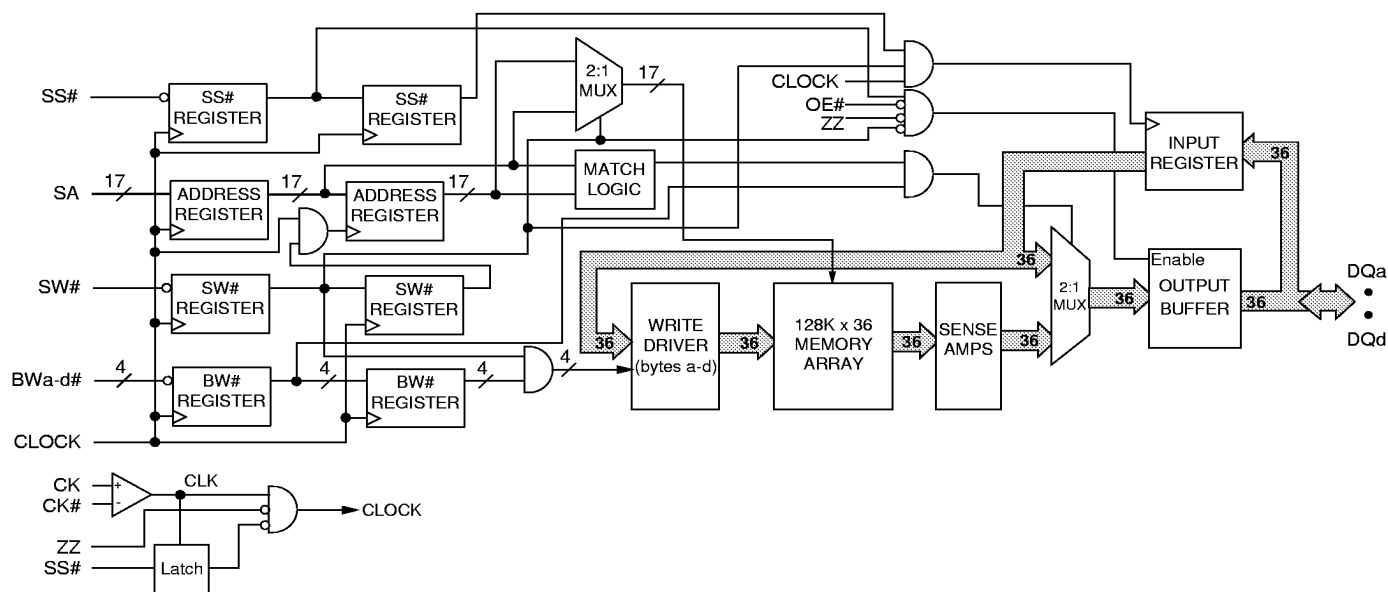 SS#
SS#
REGISTER
SS#
REGISTER
2:1
MUX
17
CLOCK
OE#
ZZ
INPUT
REGISTER
36
SA
17
ADDRESS
REGISTER
17
ADDRESS
REGISTER
17
MATCH
LOGIC
SW#
SW#
REGISTER
SW#
REGISTER
36
2:1
MUX
36
Enable
OUTPUT
BUFFER
36
DQa
DQd
36
WRITE
DRIVER
(bytes a-d)
36
128K x 36
MEMORY
ARRAY
36
SENSE
AMPS
36
BWa-d#
4
BW#
REGISTER
4
BW#
REGISTER
4
4
CLOCK
CK
CK#
+
-
CLK
CLOCK
ZZ
SS#
Latch